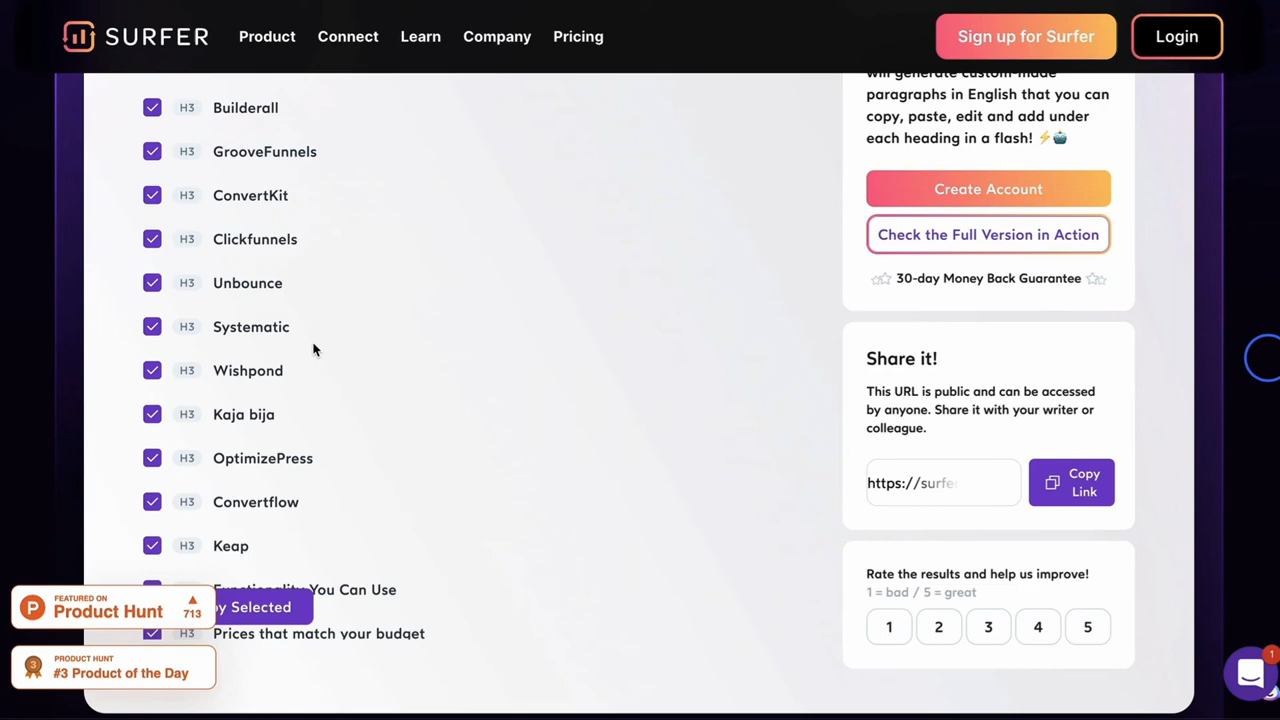 SURFER
Product
Connect
Learn
Company
Pricing
Sign up for Surfer
Login
H3 Builderall
H3 GrooveFunnels
H3 ConvertKit
H3 Clickfunnels
H3 Unbounce
H3 Systematic
H3 Wishpond
H3 Kaja bija
H3 OptimizePress
H3 Convertflow
H3 Keap
Functionality You Can Use
y Selected
H3 Prices that match your budget
FEATURED ON
Product Hunt
713
PRODUCT HUNT
3
#3 Product of the Day
will generate custom-made
paragraphs in English that you can
copy, paste, edit and add under
each heading in a flash! ⚡🤖
Create Account
Check the Full Version in Action
30-day Money Back Guarantee
Share it!
This URL is public and can be accessed
by anyone. Share it with your writer or
colleague.
https://surfe
Copy
Link
Rate the results and help us improve!
1 = bad / 5 = great
1 2 3 4 5
1